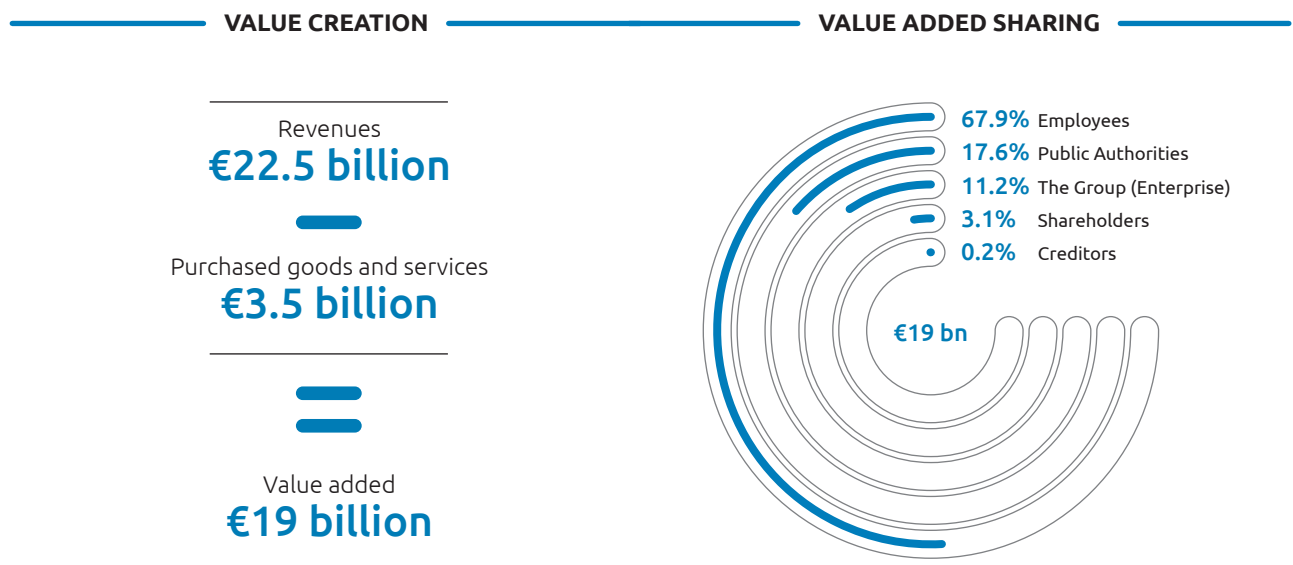 VALUE CREATION
Revenues
€22.5 billion
Purchased goods and services
€3.5 billion
Value added
€19 billion
VALUE ADDED SHARING
67.9% Employees
17.6% Public Authorities
11.2% The Group (Enterprise)
3.1% Shareholders
0.2% Creditors
€19 bn